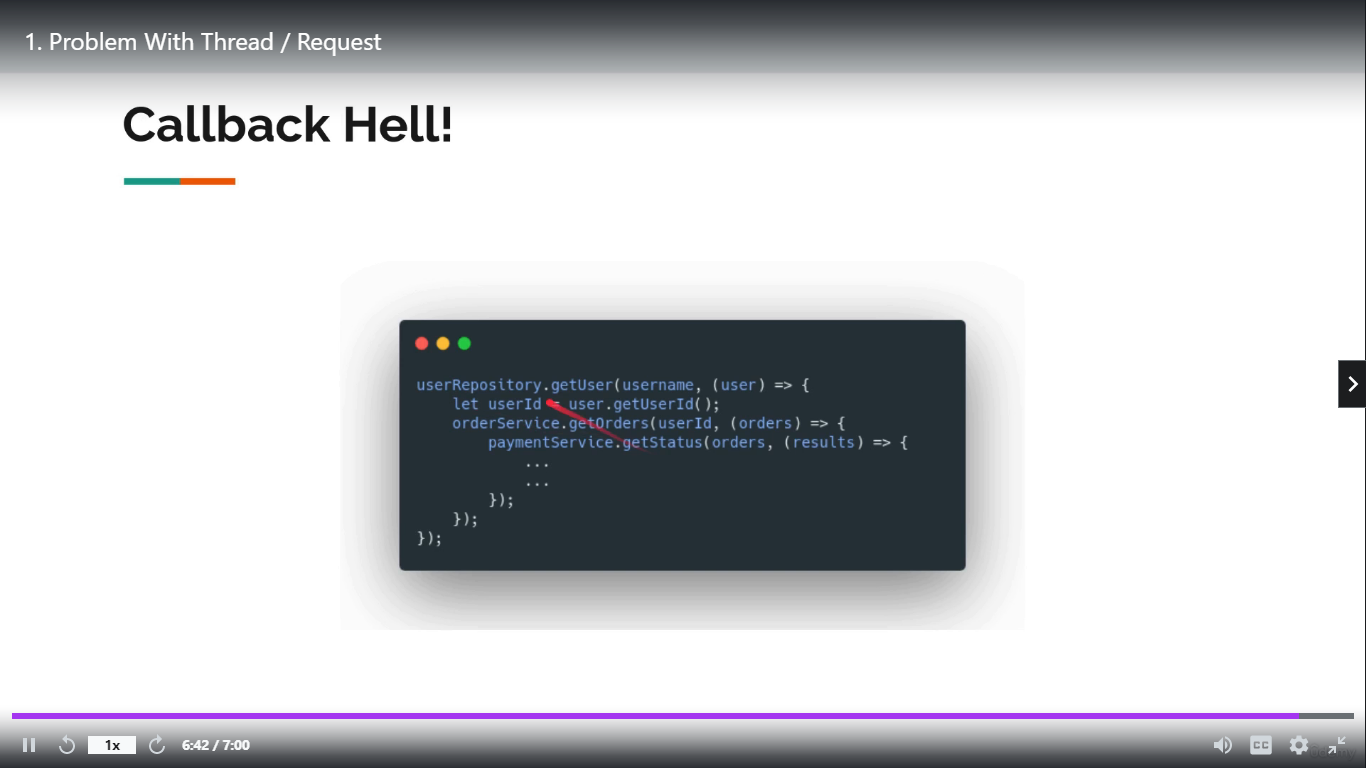 1. Problem With Thread / Request
Callback Hell!
userRepository.getUser(username, (user) => {
let userId = user.getUserId();
orderService.getOrders(userId, (orders) => {
paymentService.getStatus(orders, (results) => {
...
...
});
});
});
1x
6:42 / 7:00
CC